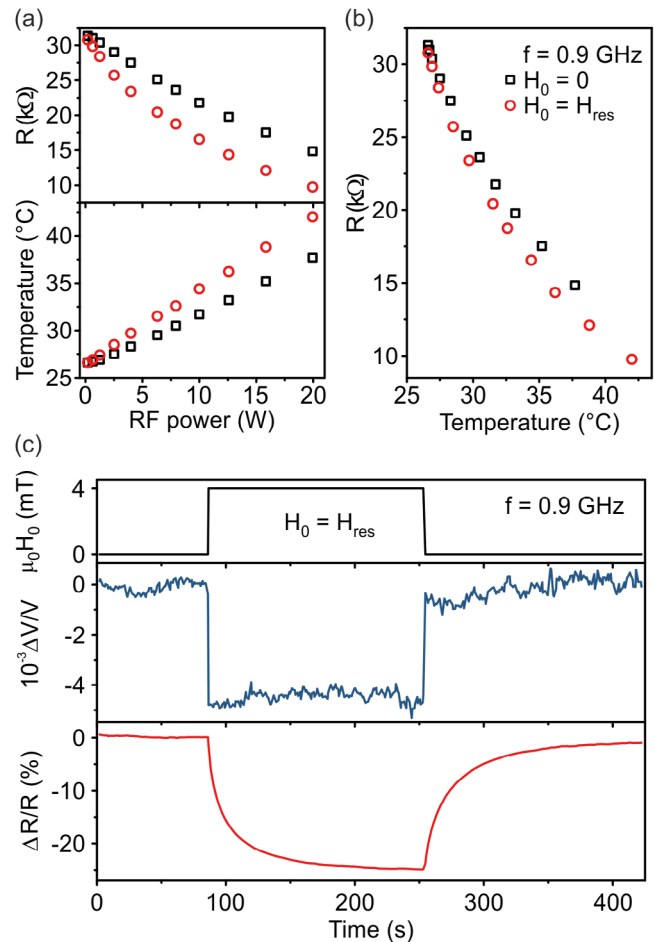 (a)
(b)
30
25
20
15
10
R(kΩ)
40
35
30
25
Temperature (°C)
0 5 10 15 20
RF power (W)
f = 0.9 GHz
H₀ = 0
H₀ = Hres
30
25
20
15
10
R(kΩ)
25 30 35 40
Temperature (°C)
(c)
μ₀H₀ (mT)
4
0
H₀ = Hres
f = 0.9 GHz
10⁻³ΔV/V
0
-2
-4
ΔR/R (%)
0
-10
-20
0 100 200 300 400
Time (s)